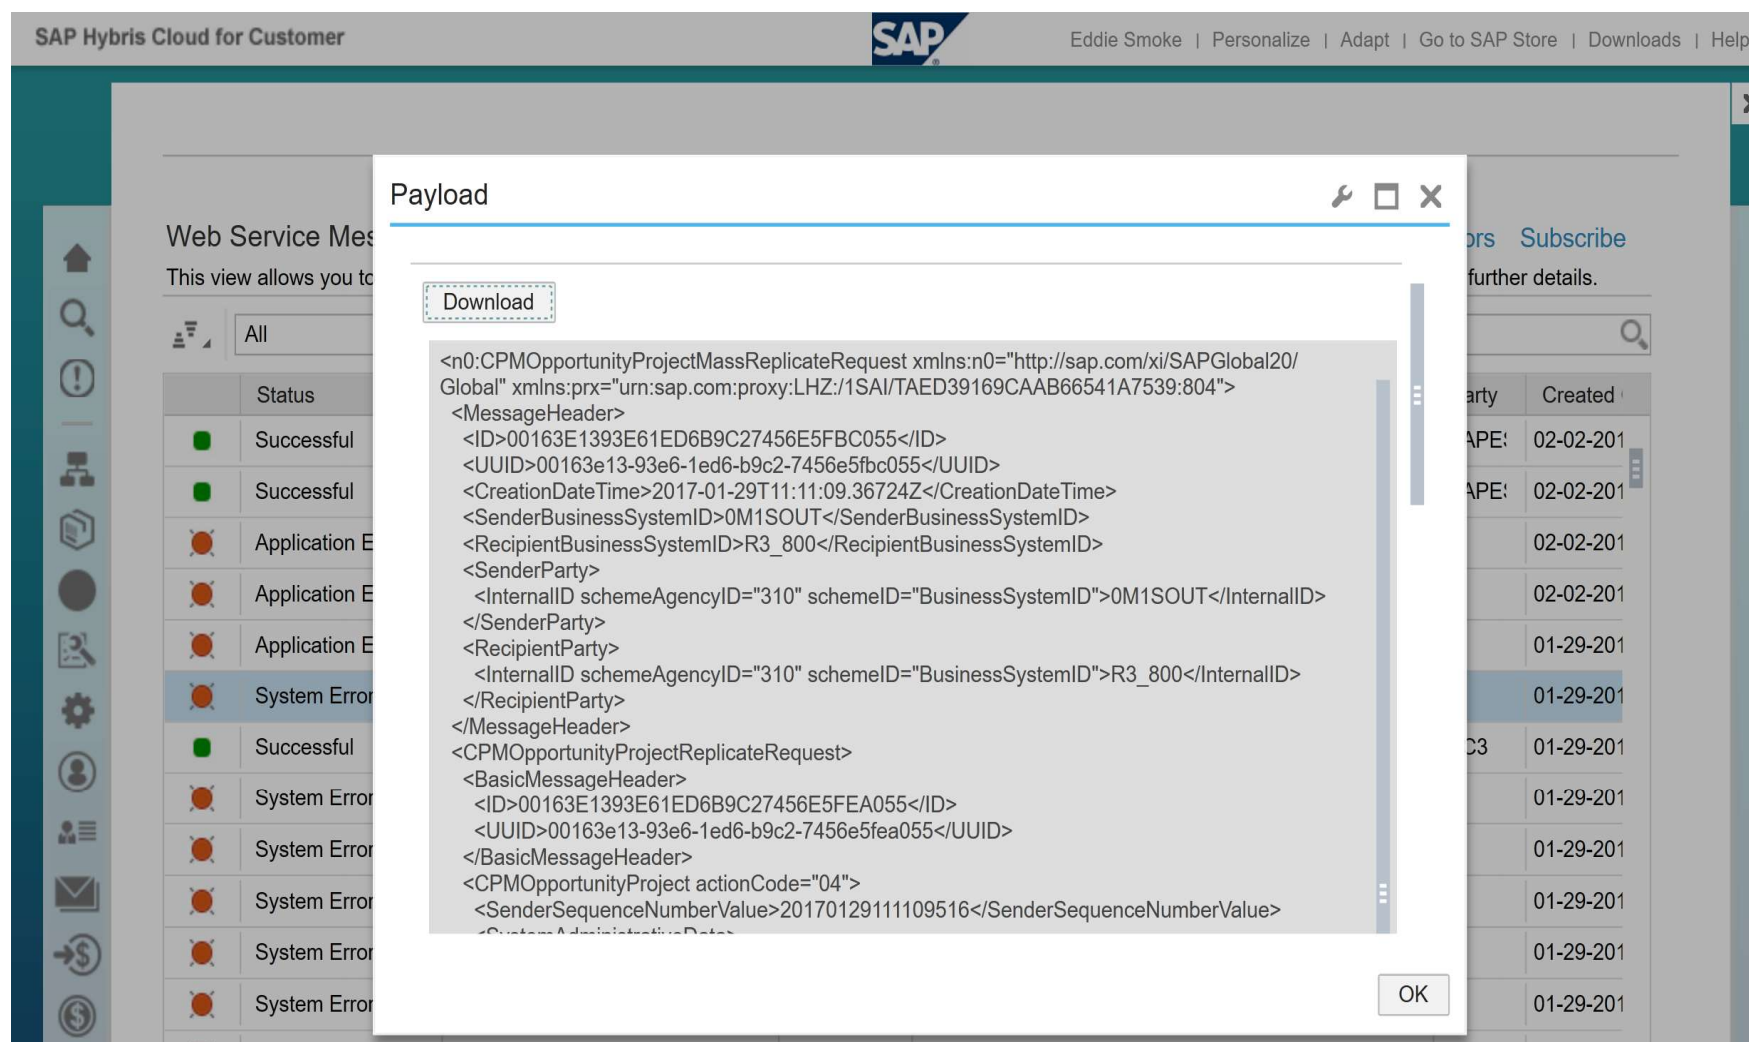 SAP Hybris Cloud for Customer
SAP
Eddie Smoke | Personalize | Adapt | Go to SAP Store | Downloads | Help
Payload
Web Service Mes
ors Subscribe
This view allows you to
further details.
Download
All
<n0:CPMOpportunityProjectMassReplicateRequest xmlns:n0="http://sap.com/xi/SAPGlobal20/
Global" xmlns:prx="urn:sap.com:proxy:LHZ:/1SAI/TAED39169CAAB66541A7539:804">
<MessageHeader>
<ID>00163E1393E61ED6B9C27456E5FBC055</ID>
<UUID>00163e13-93e6-1ed6-b9c2-7456e5fbc055</UUID>
<CreationDateTime>2017-01-29T11:11:09.36724Z</CreationDateTime>
<SenderBusinessSystemID>0M1SOUT</SenderBusinessSystemID>
<RecipientBusinessSystemID>R3_800</RecipientBusinessSystemID>
<SenderParty>
<InternalID schemeAgencyID="310" schemeID="BusinessSystemID">0M1SOUT</InternalID>
</SenderParty>
<RecipientParty>
<InternalID schemeAgencyID="310" schemeID="BusinessSystemID">R3_800</InternalID>
</RecipientParty>
</MessageHeader>
<CPMOpportunityProjectReplicateRequest>
<BasicMessageHeader>
<ID>00163E1393E61ED6B9C27456E5FEA055</ID>
<UUID>00163e13-93e6-1ed6-b9c2-7456e5fea055</UUID>
</BasicMessageHeader>
<CPMOpportunityProject actionCode="04">
<SenderSequenceNumberValue>20170129111109516</SenderSequenceNumberValue>
<SystemAdministrativeData>
OK
Status
arty Created
Successful
APE 02-02-201
Successful
APE 02-02-201
Application E
02-02-201
Application E
02-02-201
Application E
01-29-201
System Error
01-29-201
Successful
C3 01-29-201
System Error
01-29-201
System Error
01-29-201
System Error
01-29-201
System Error
01-29-201
System Error
01-29-201